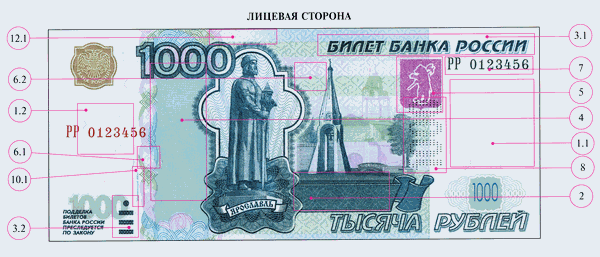 ЛИЦЕВАЯ СТОРОНА
12.1
3.1
1000
БИЛЕТ БАНКА РОССИИ
РР 0123456
7
6.2
5
1.2
4
РР 0123456
1.1
6.1
8
10.1
2
1000
ЯРОСЛАВЛЬ
1000
ПОДДЕЛКА
БИЛЕТОВ
БАНКА РОССИИ
ПРЕСЛЕДУЕТСЯ
ПО ЗАКОНУ
ТЫСЯЧА РУБЛЕЙ
3.2